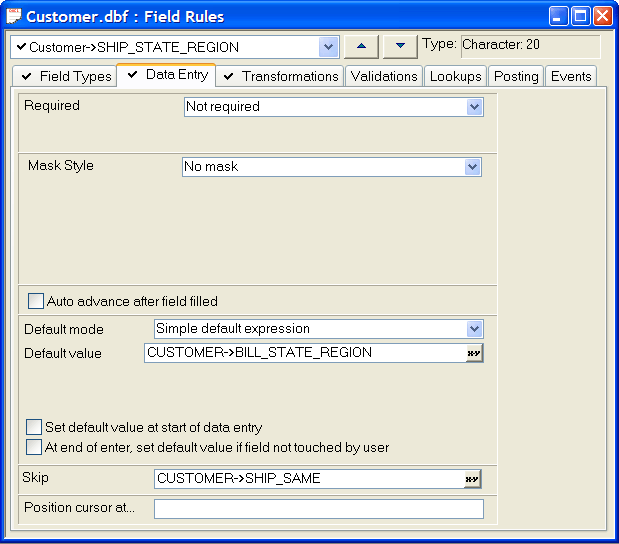 Customer.dbf : Field Rules
Customer->SHIP_STATE_REGION Type: Character: 20
Field Types Data Entry Transformations Validations Lookups Posting Events
Required Not required
Mask Style No mask
Auto advance after field filled
Default mode Simple default expression
Default value CUSTOMER->BILL_STATE_REGION x-y
Set default value at start of data entry
At end of enter, set default value if field not touched by user
Skip CUSTOMER->SHIP_SAME x-y
Position cursor at...